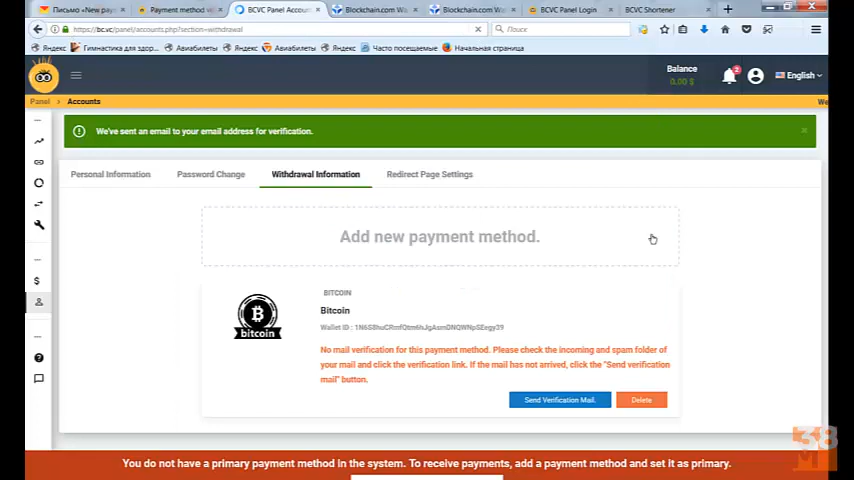 Письмо «New pay
Payment method v
BCVC Panel Accou
Blockchain.com Wa
Blockchain.com Wa
BCVC Panel Login
BCVC Shortener
https://bc.vc/panel/accounts.php?section=withdrawal
Поиск
Яндекс
Гимнастика для здор...
Авиабилеты
Яндекс
Авиабилеты
Яндекс
Часто посещаемые
Начальная страница
Balance
0.00 $
2
English
Panel > Accounts
We
We've sent an email to your email address for verification.
Personal Information
Password Change
Withdrawal Information
Redirect Page Settings
Add new payment method.
BITCOIN
bitcoin
Bitcoin
Wallet ID :
No mail verification for this payment method. Please check the incoming and spam folder of
your mail and click the verification link. If the mail has not arrived, click the "Send verification
mail" button.
Send Verification Mail.
Delete
You do not have a primary payment method in the system. To receive payments, add a payment method and set it as primary.